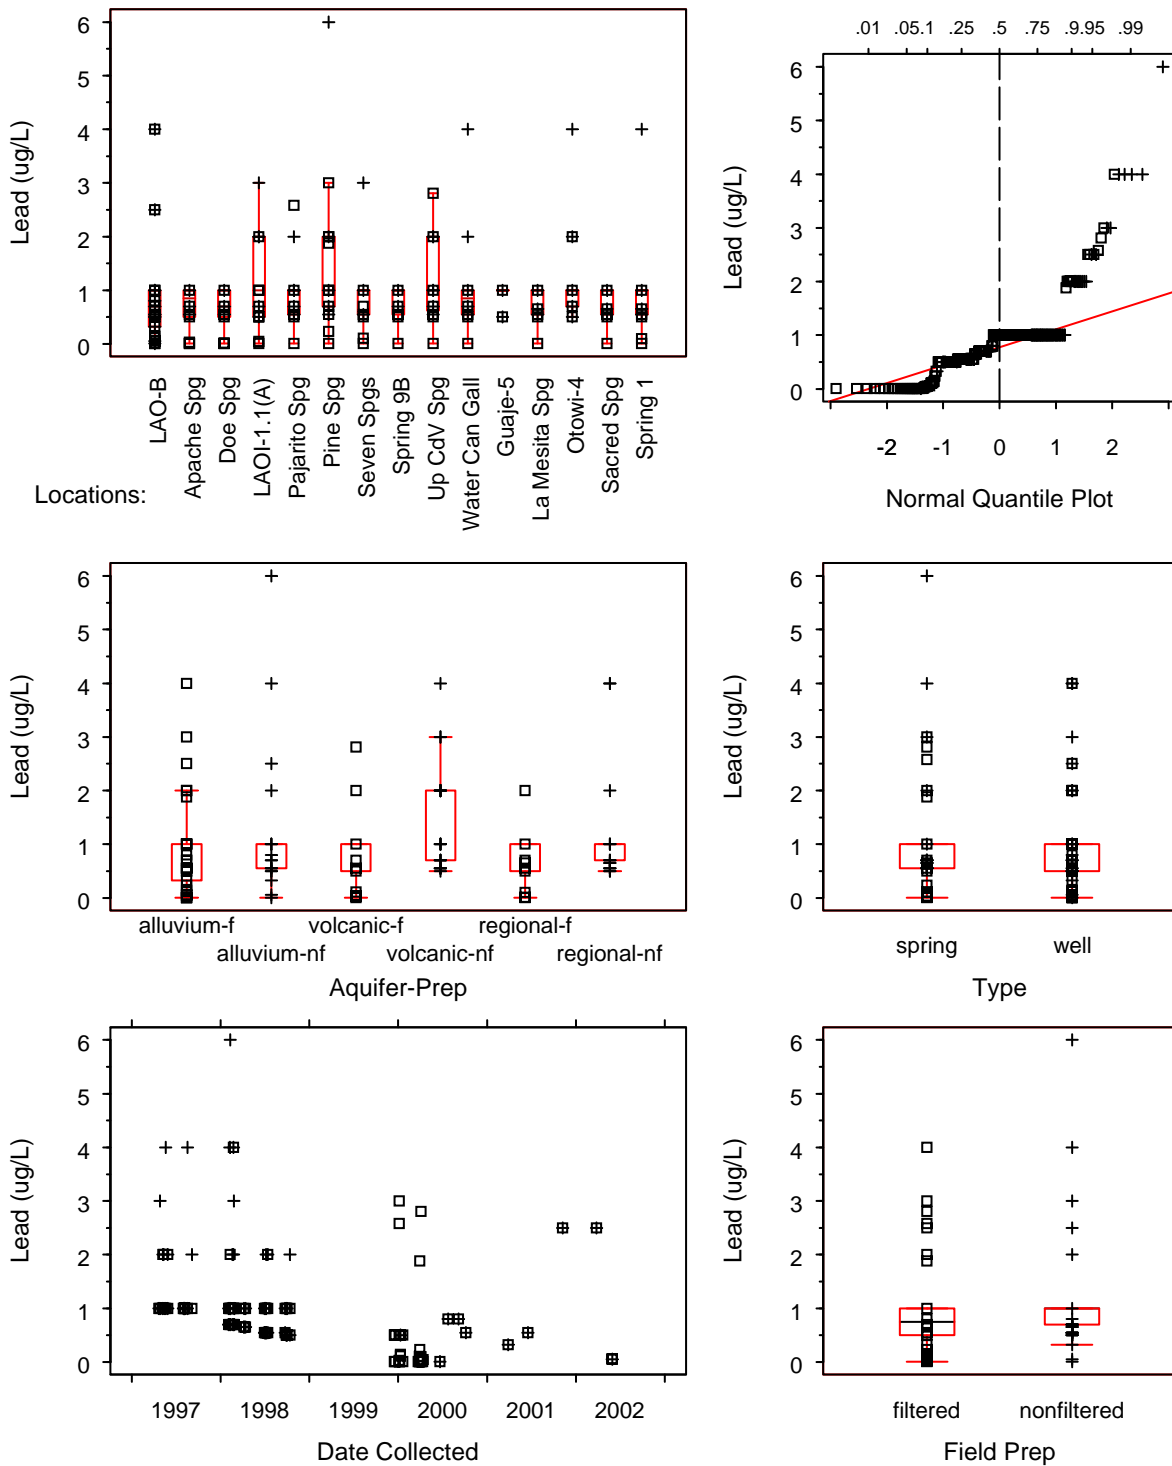 6
5
4
3
2
1
0
Lead (ug/L)
LAO-B
Apache Spg
Doe Spg
LAOI-1.1(A)
Pajarito Spg
Pine Spg
Seven Spgs
Spring 9B
Up CdV Spg
Water Can Gall
Guaje-5
La Mesita Spg
Otowi-4
Sacred Spg
Spring 1
Locations:
.01 .05 .1 .25 .5 .75 .9 .95 .99
6
5
4
3
2
1
0
Lead (ug/L)
-2 -1 0 1 2
Normal Quantile Plot
6
5
4
3
2
1
0
Lead (ug/L)
alluvium-f volcanic-f regional-f
alluvium-nf volcanic-nf regional-nf
Aquifer-Prep
6
5
4
3
2
1
0
Lead (ug/L)
spring well
Type
6
5
4
3
2
1
0
Lead (ug/L)
1997 1998 1999 2000 2001 2002
Date Collected
6
5
4
3
2
1
0
Lead (ug/L)
filtered nonfiltered
Field Prep